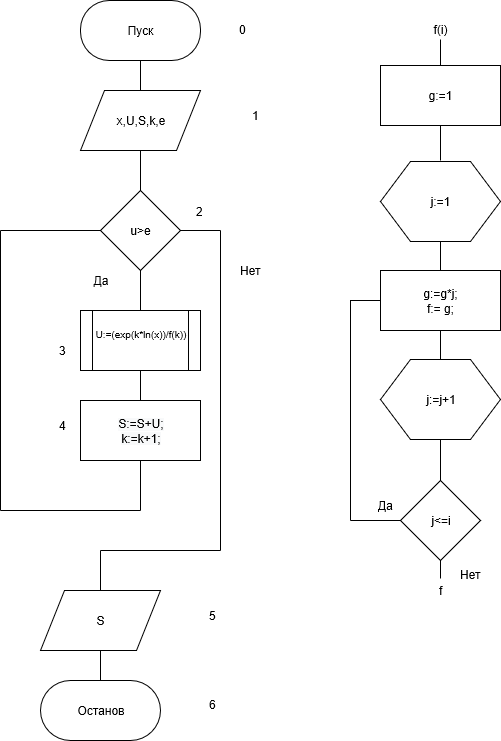 Пуск
0
x,U,S,k,e
1
u>e
2
Да
Нет
U:=(exp(k*ln(x))/f(k))
3
S:=S+U;
k:=k+1;
4
S
5
Останов
6
f(i)
g:=1
j:=1
g:=g*j;
f:= g;
j:=j+1
j<=i
Да
Нет
f